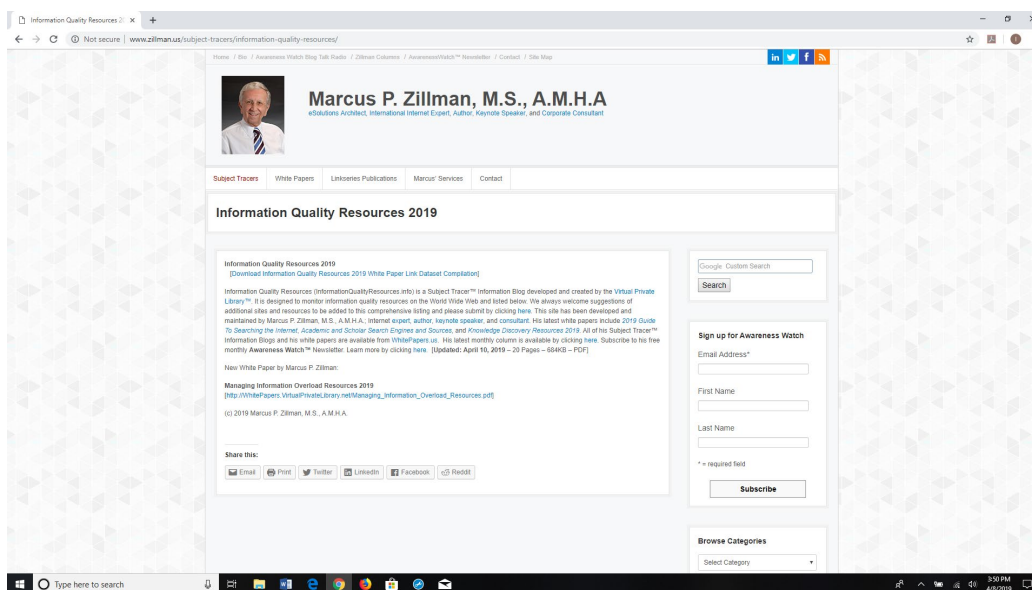 Information Quality Resources 2
Not secure | www.zillman.us/subject-tracers/information-quality-resources/
Home / Bio / Awareness Watch Blog Talk Radio / Zillman Columns / AwarenessWatch™ Newsletter / Contact / Site Map
Marcus P. Zillman, M.S., A.M.H.A
eSolutions Architect, International Internet Expert, Author, Keynote Speaker, and Corporate Consultant
Subject Tracers White Papers Linkseries Publications Marcus' Services Contact
Information Quality Resources 2019
Information Quality Resources 2019
[Download Information Quality Resources 2019 White Paper Link Dataset Compilation]
Information Quality Resources (InformationQualityResources.info) is a Subject Tracer™ Information Blog developed and created by the Virtual Private
Library™. It is designed to monitor information quality resources on the World Wide Web and listed below. We always welcome suggestions of
additional sites and resources to be added to this comprehensive listing and please submit by clicking here. This site has been developed and
maintained by Marcus P. Zillman, M.S., A.M.H.A.; Internet expert, author, keynote speaker, and consultant. His latest white papers include 2019 Guide
To Searching the Internet, Academic and Scholar Search Engines and Sources, and Knowledge Discovery Resources 2019. All of his Subject Tracer™
Information Blogs and his white papers are available from WhitePapers.us. His latest monthly column is available by clicking here. Subscribe to his free
monthly Awareness Watch™ Newsletter. Learn more by clicking here. [Updated: April 10, 2019 – 20 Pages – 684KB – PDF]
New White Paper by Marcus P. Zillman:
Managing Information Overload Resources 2019
[http://WhitePapers.VirtualPrivateLibrary.net/Managing_Information_Overload_Resources.pdf]
(c) 2019 Marcus P. Zillman, M.S., A.M.H.A.
Share this:
Email Print Twitter LinkedIn Facebook Reddit
Google Custom Search
Search
Sign up for Awareness Watch
Email Address*
First Name
Last Name
* = required field
Subscribe
Browse Categories
Select Category
Type here to search
3:50 PM
4/8/2019